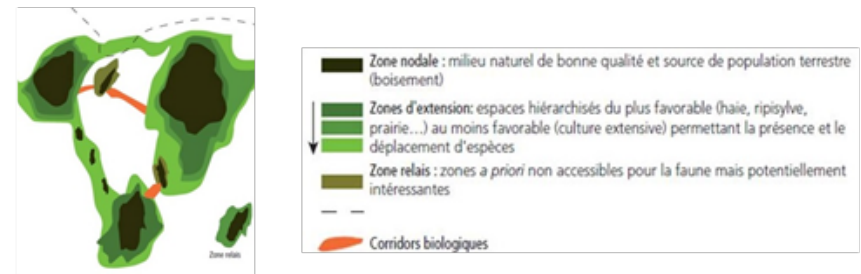 Zone nodale : milieu naturel de bonne qualité et source de population terrestre
(boisement)
Zones d'extension: espaces hiérarchisés du plus favorable (haie, ripisylve,
prairie...) au moins favorable (culture extensive) permettant la présence et le
déplacement d'espèces
Zone relais : zones a priori non accessibles pour la faune mais potentiellement
intéressantes
Corridors biologiques
Zone relais